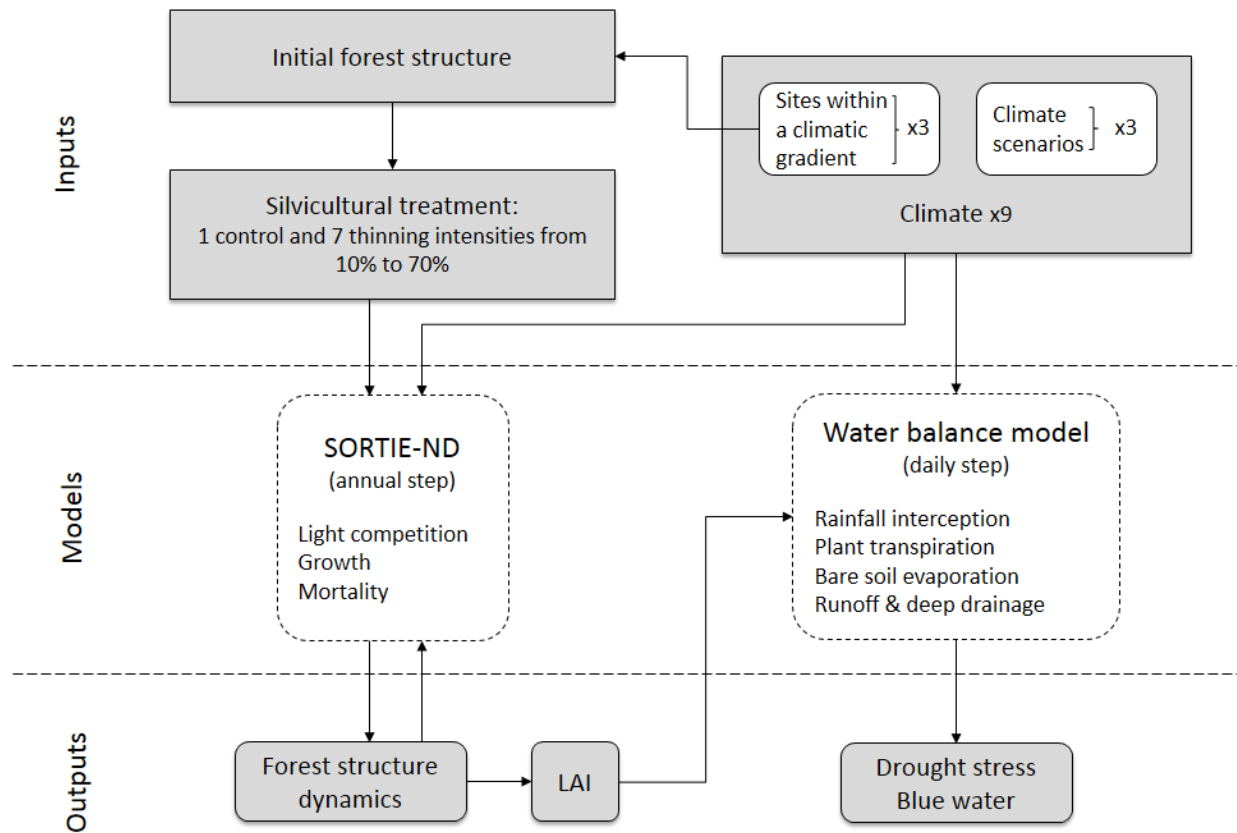 Inputs
Initial forest structure
Silvicultural treatment:
1 control and 7 thinning intensities from
10% to 70%
Sites within
a climatic
gradient
x3
Climate
scenarios
x3
Climate x9
Models
SORTIE-ND
(annual step)
Light competition
Growth
Mortality
Water balance model
(daily step)
Rainfall interception
Plant transpiration
Bare soil evaporation
Runoff & deep drainage
Outputs
Forest structure
dynamics
LAI
Drought stress
Blue water